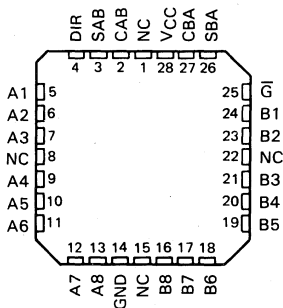 DIR SAB CAB NC VCC CBA SBA
4 3 2 1 28 27 26
A1 5 25 G̅
A2 6 24 B1
A3 7 23 B2
NC 8 22 NC
A4 9 21 B3
A5 10 20 B4
A6 11 19 B5
12 13 14 15 16 17 18
A7 A8 GND NC B8 B7 B6